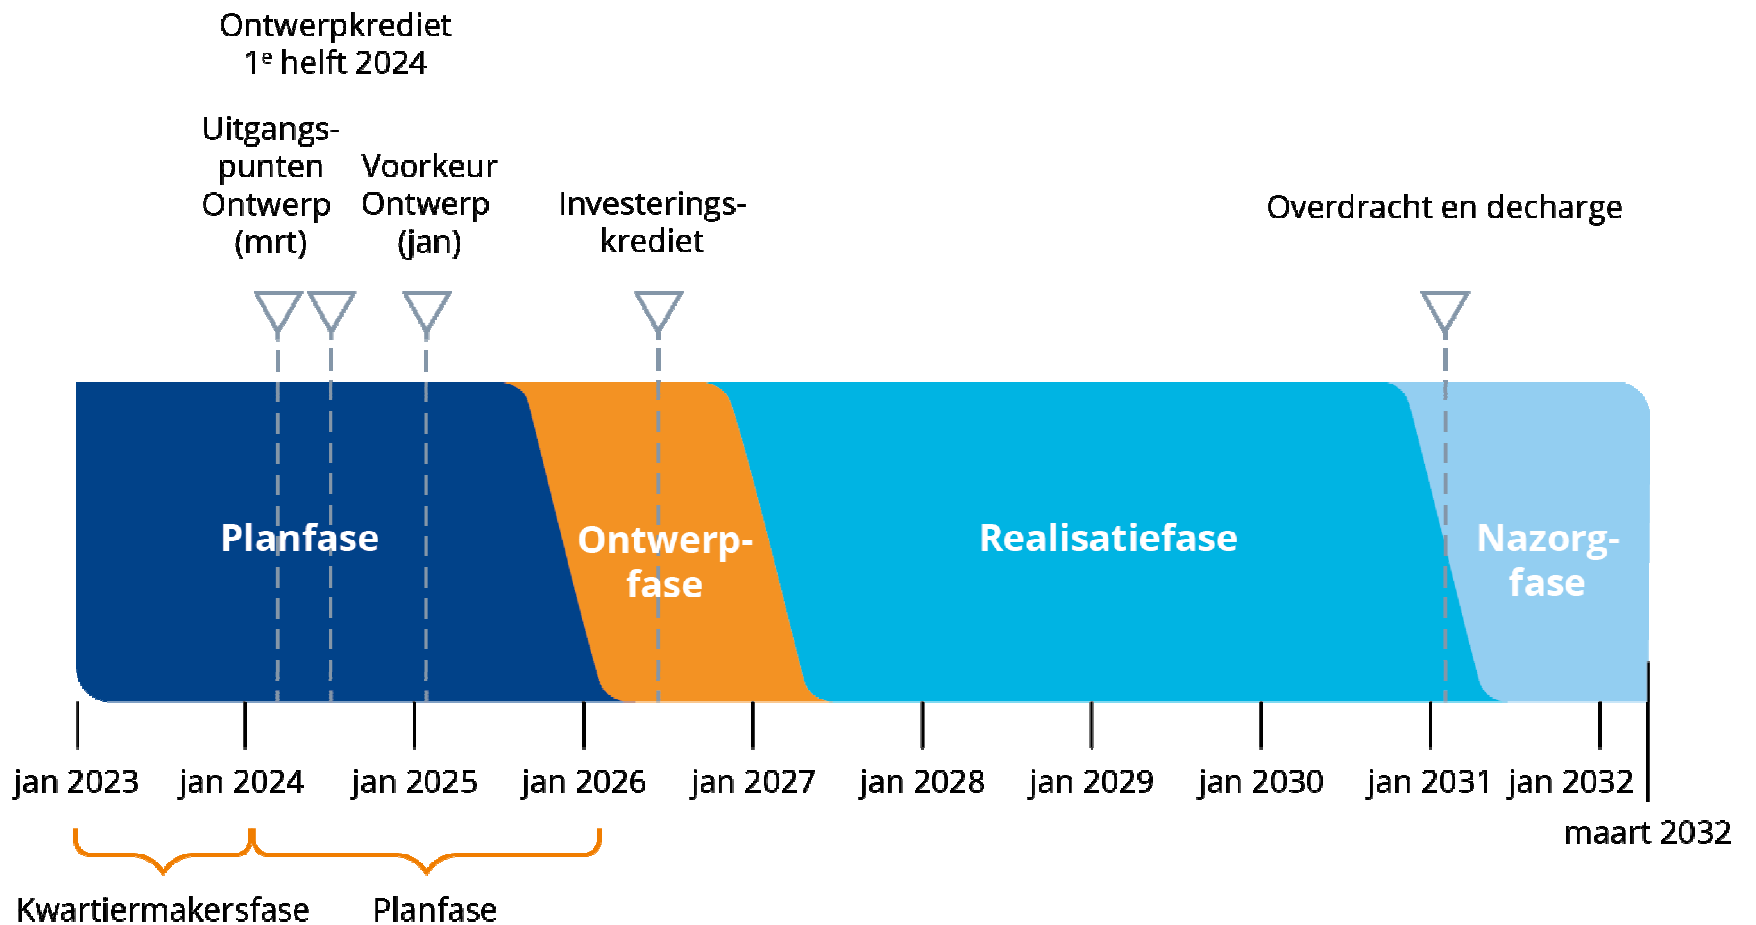 Ontwerpkrediet
1e helft 2024
Uitgangs-
punten
Ontwerp
(mrt)
Voorkeur
Ontwerp
(jan)
Investerings-
krediet
Overdracht en decharge
Planfase
Ontwerp-
fase
Realisatiefase
Nazorg-
fase
jan 2023
jan 2024
jan 2025
jan 2026
jan 2027
jan 2028
jan 2029
jan 2030
jan 2031
jan 2032
maart 2032
Kwartiermakersfase
Planfase